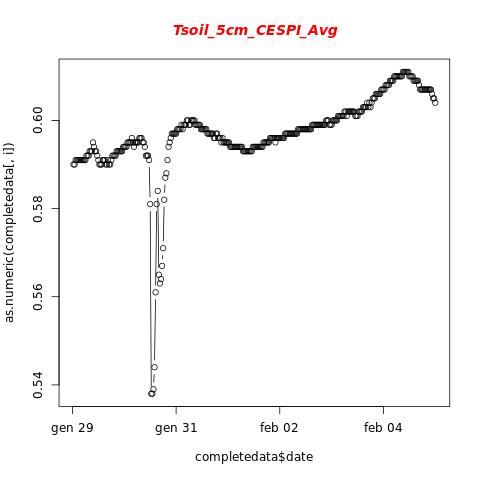 Tsoil_5cm_CESPI_Avg
as.numeric(completedata[, i])
0.60
0.58
0.56
0.54
gen 29
gen 31
feb 02
feb 04
completedata$date